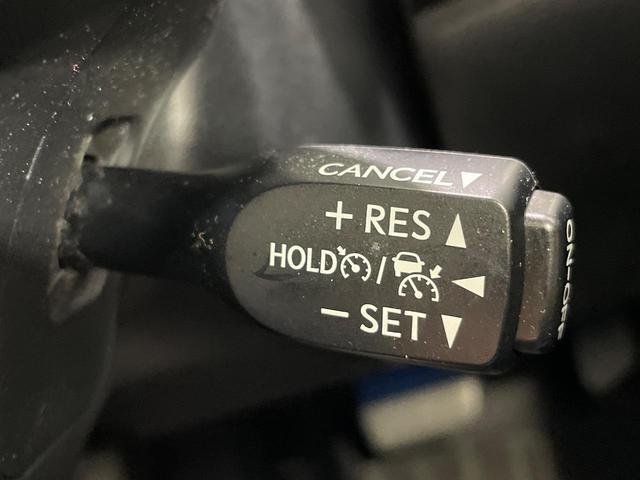 CANCEL▼
+ RES ▲
HOLD / ◀
- SET ▼
ON-OFF